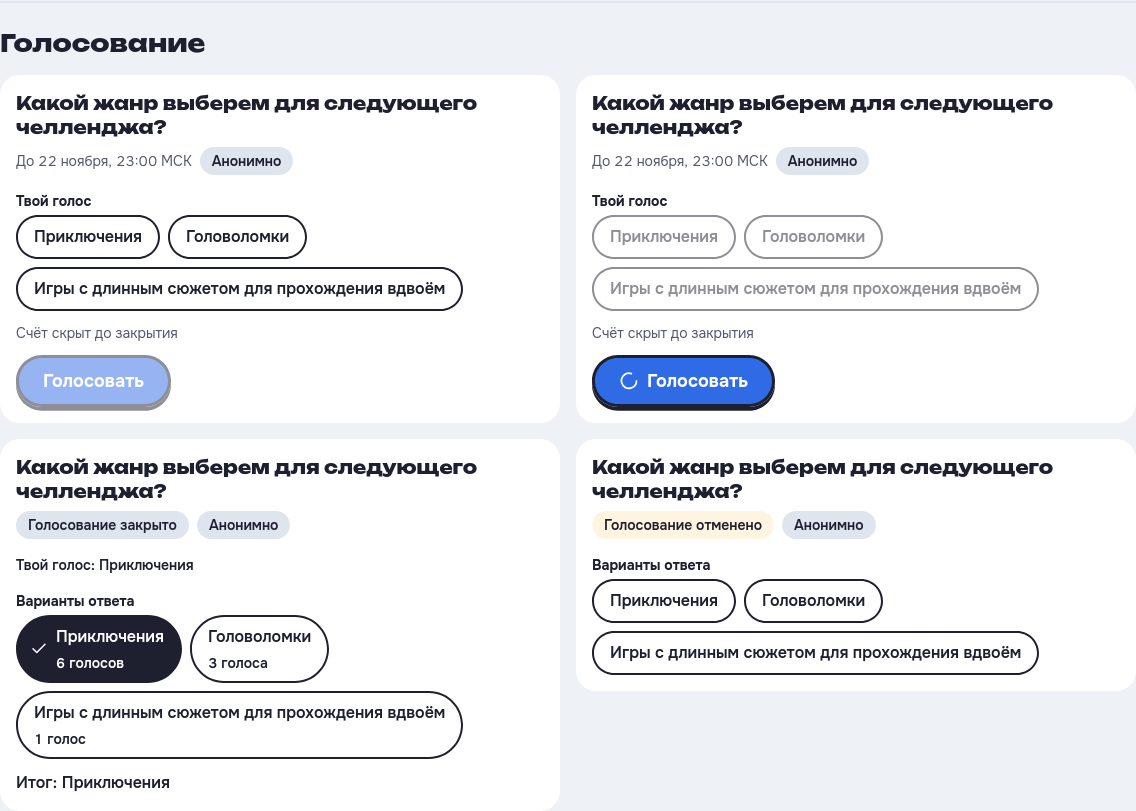 Голосование
Какой жанр выберем для следующего
челленджа?
До 22 ноября, 23:00 МСК Анонимно
Твой голос
Приключения Головоломки
Игры с длинным сюжетом для прохождения вдвоём
Счёт скрыт до закрытия
Голосовать
Какой жанр выберем для следующего
челленджа?
До 22 ноября, 23:00 МСК Анонимно
Твой голос
Приключения Головоломки
Игры с длинным сюжетом для прохождения вдвоём
Счёт скрыт до закрытия
Голосовать
Какой жанр выберем для следующего
челленджа?
Голосование закрыто Анонимно
Твой голос: Приключения
Варианты ответа
Приключения Головоломки
6 голосов 3 голоса
Игры с длинным сюжетом для прохождения вдвоём
1 голос
Итог: Приключения
Какой жанр выберем для следующего
челленджа?
Голосование отменено Анонимно
Варианты ответа
Приключения Головоломки
Игры с длинным сюжетом для прохождения вдвоём